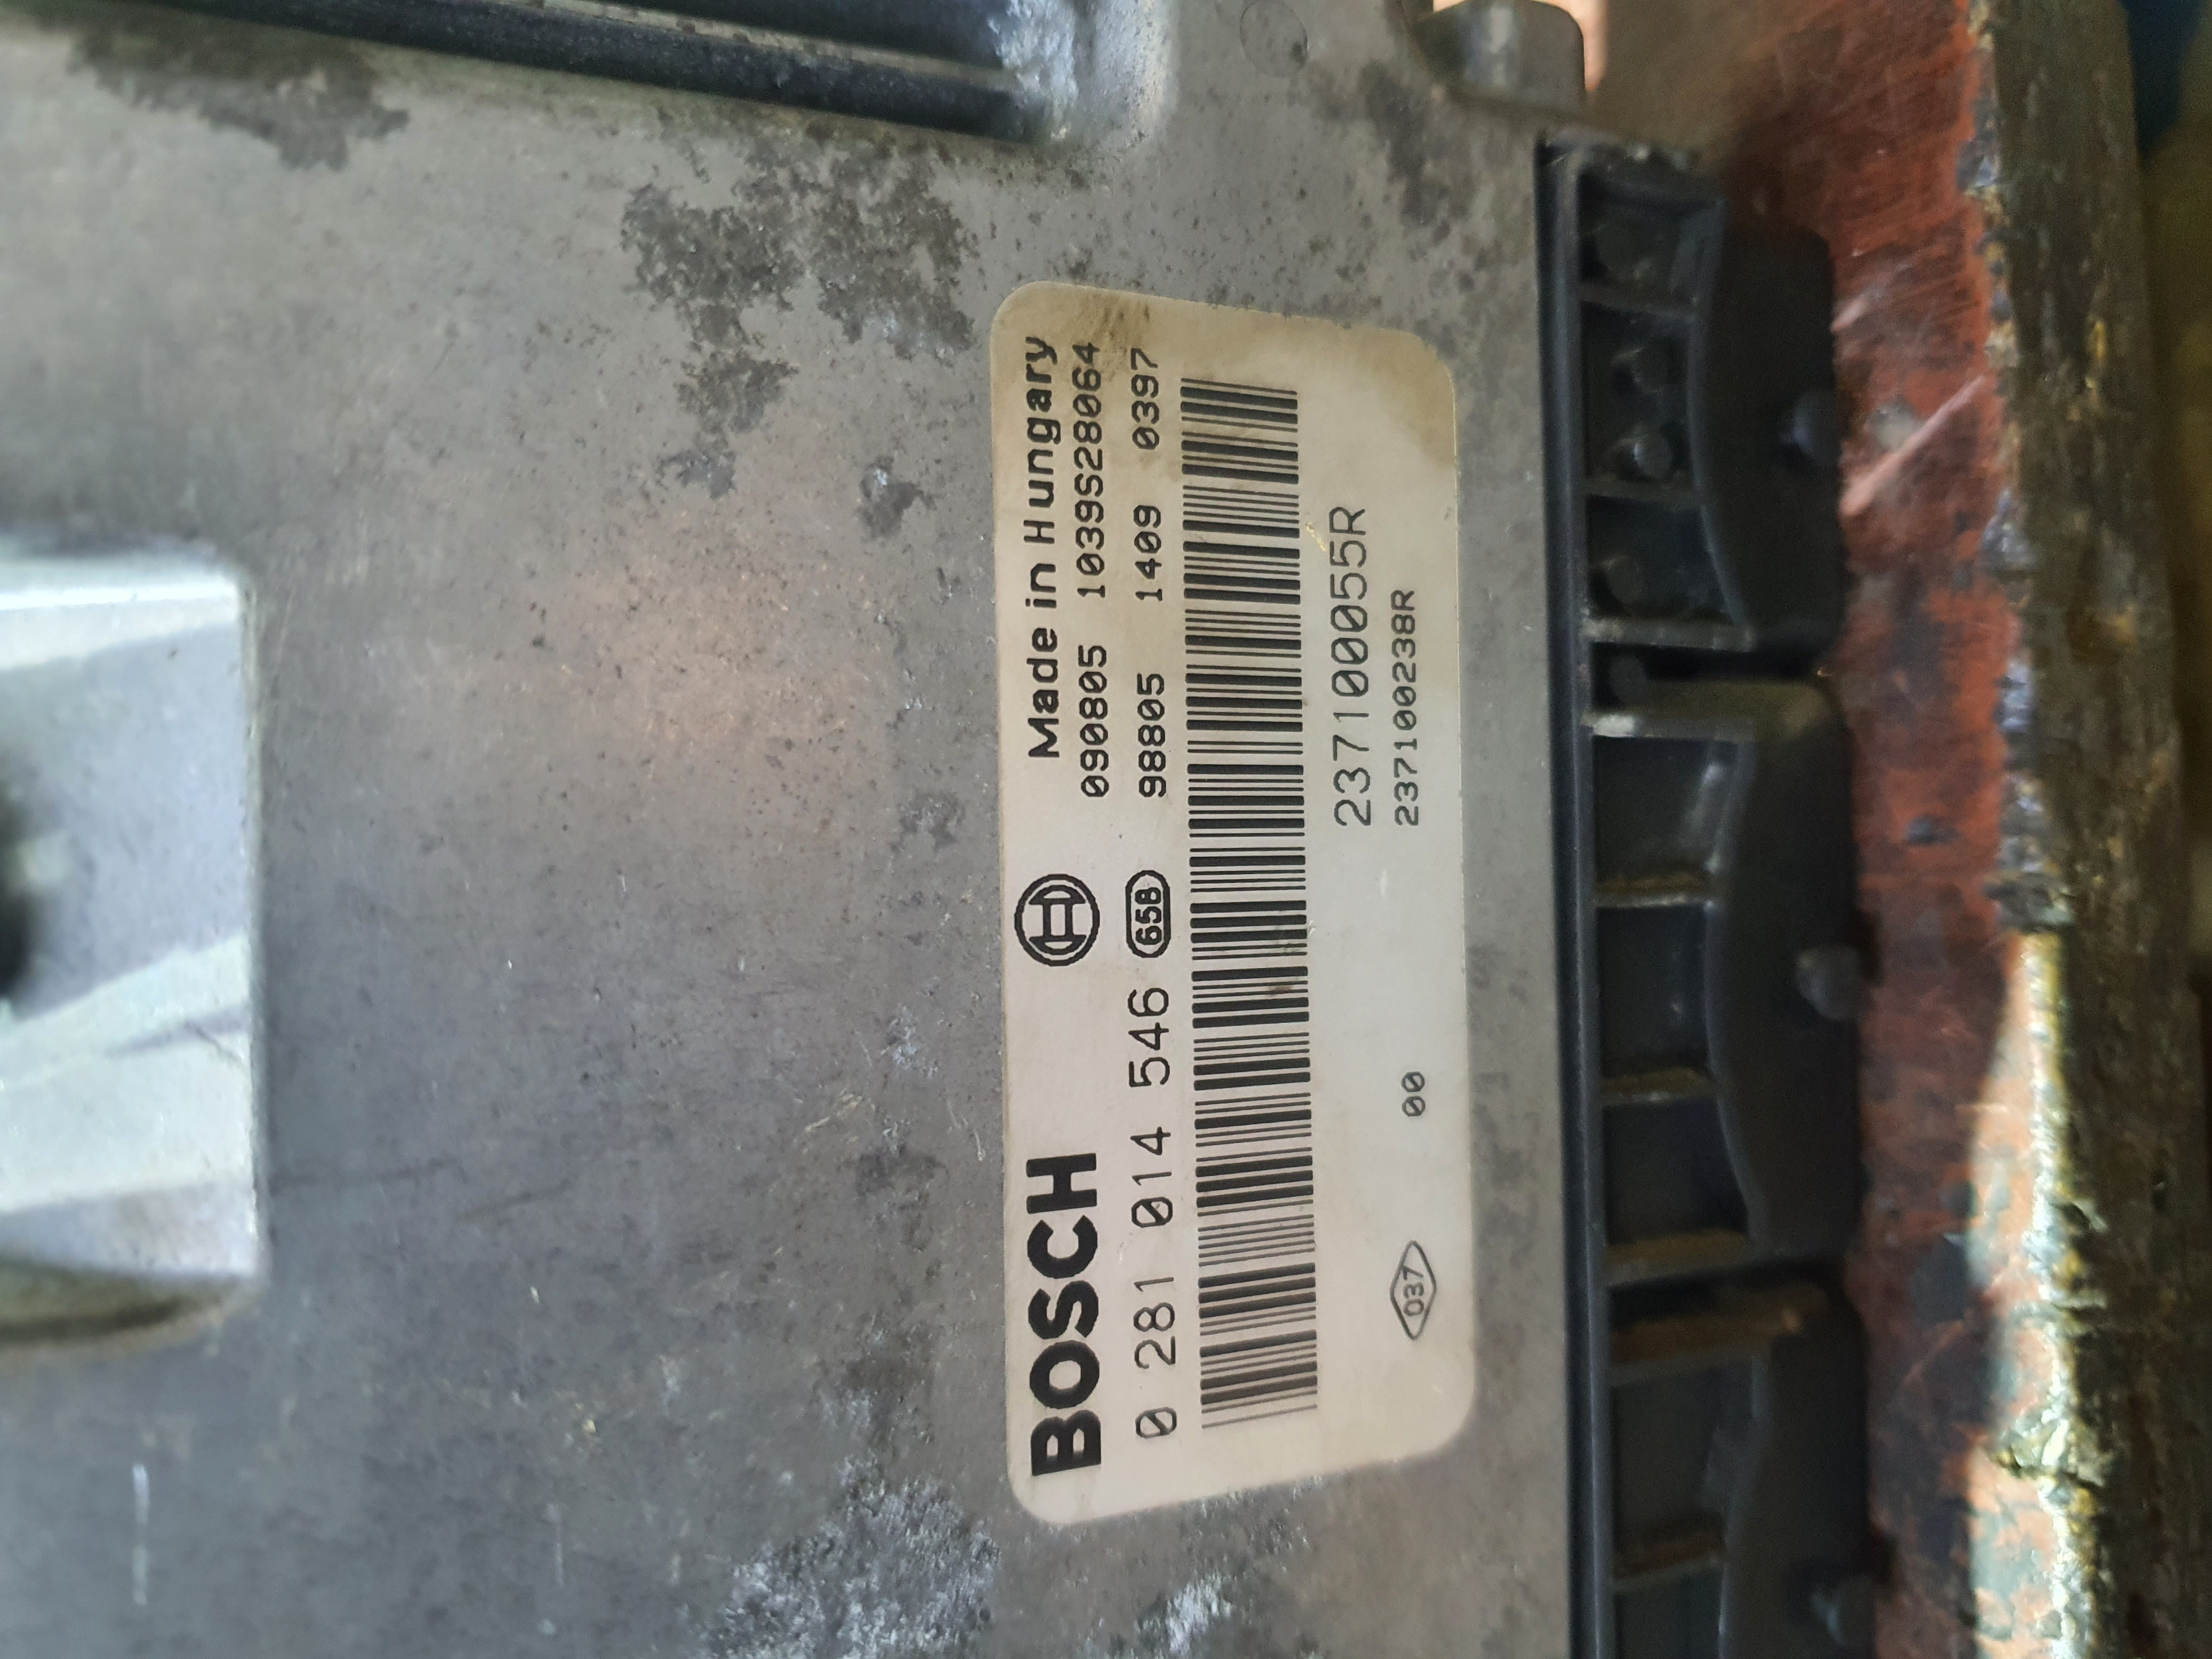 BOSCH Made in Hungary
090805 1039S28064
0 281 014 546 658 98805 1409 0397
237100055R
037 00 237100238R